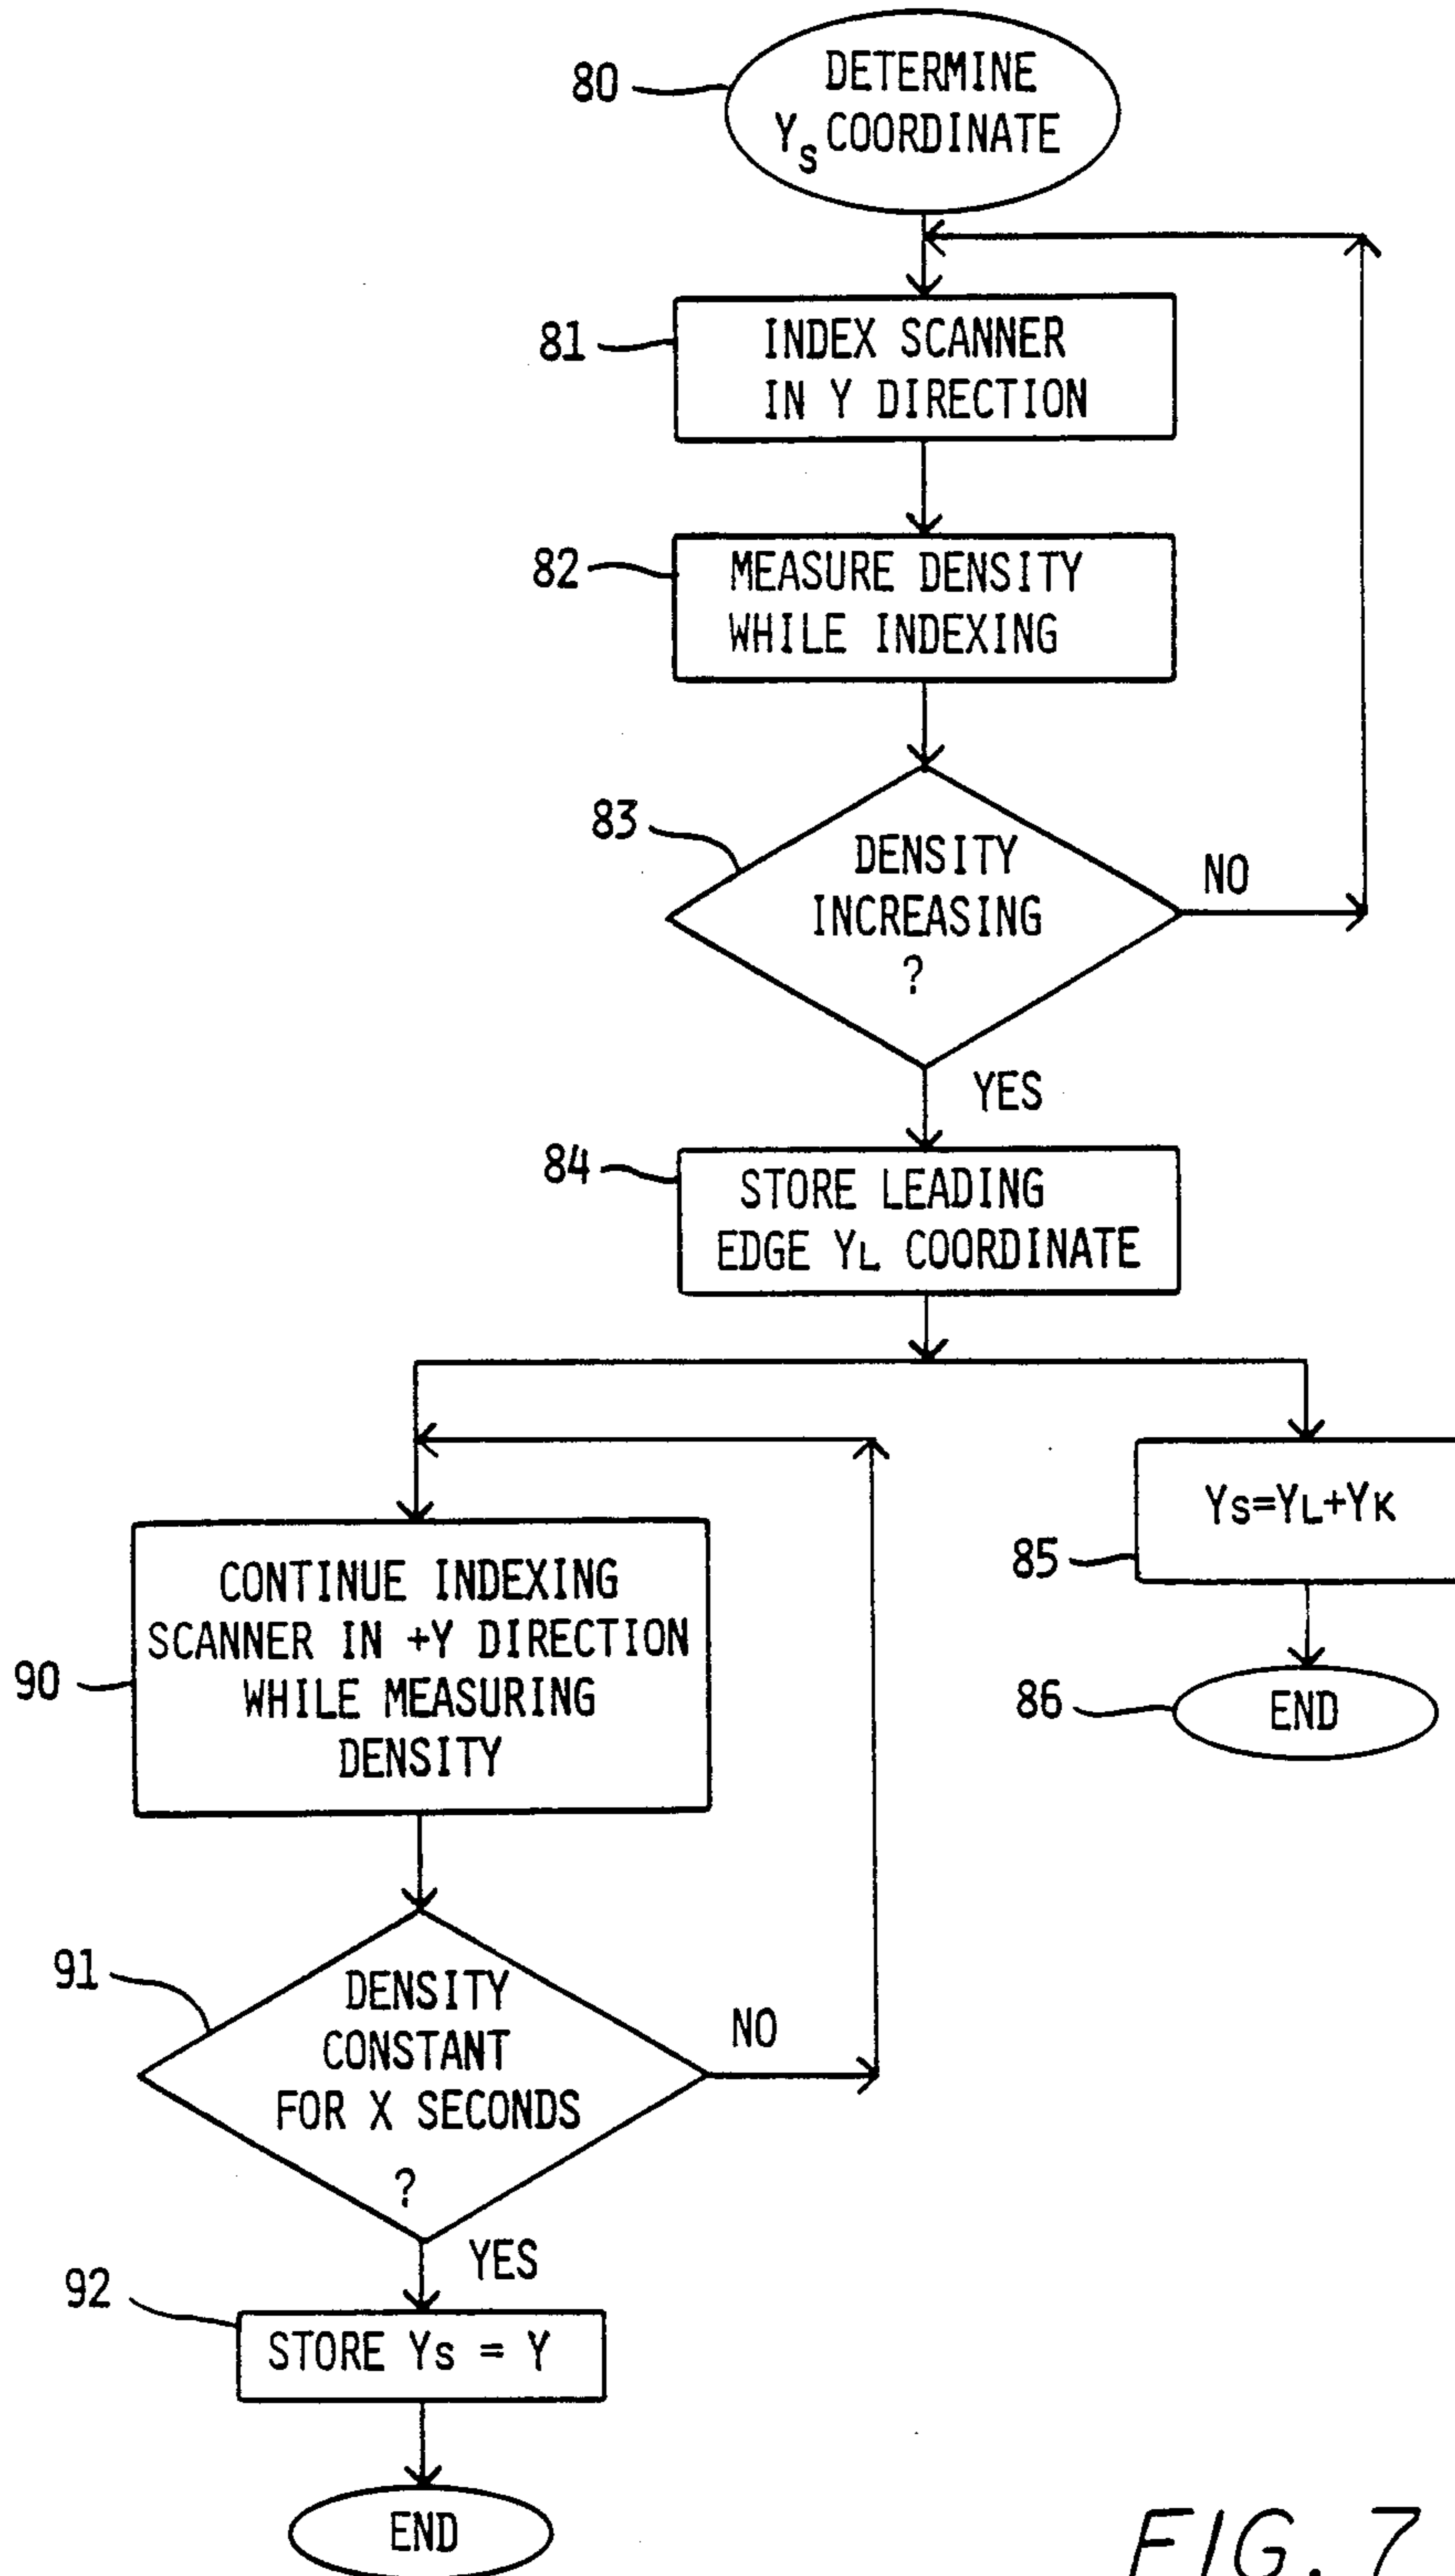 80
DETERMINE
Ys COORDINATE
81
INDEX SCANNER
IN Y DIRECTION
82
MEASURE DENSITY
WHILE INDEXING
83
DENSITY
INCREASING
?
NO
YES
84
STORE LEADING
EDGE YL COORDINATE
85
Ys=YL+YK
86
END
90
CONTINUE INDEXING
SCANNER IN +Y DIRECTION
WHILE MEASURING
DENSITY
91
DENSITY
CONSTANT
FOR X SECONDS
?
NO
YES
92
STORE Ys = Y
END
FIG. 7